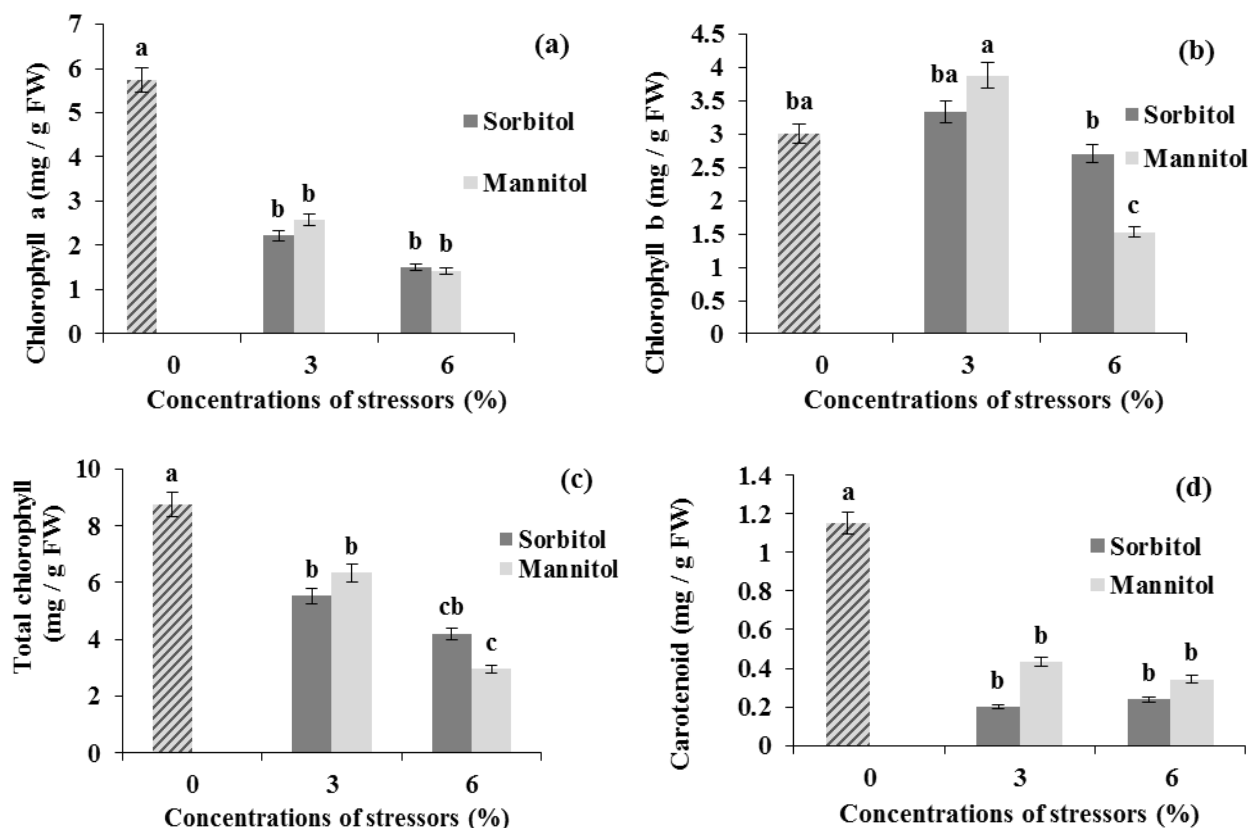 (a)
Chlorophyll a (mg / g FW)
7
6
5
4
3
2
1
0
a
b
b
b
b
Sorbitol
Mannitol
0 3 6
Concentrations of stressors (%)
(b)
Chlorophyll b (mg / g FW)
4.5
4
3.5
3
2.5
2
1.5
1
0.5
0
ba
ba
a
b
c
Sorbitol
Mannitol
0 3 6
Concentrations of stressors (%)
(c)
Total chlorophyll
(mg / g FW)
10
8
6
4
2
0
a
b
b
cb
c
Sorbitol
Mannitol
0 3 6
Concentrations of stressors (%)
(d)
Carotenoid (mg / g FW)
1.4
1.2
1
0.8
0.6
0.4
0.2
0
a
b
b
b
b
Sorbitol
Mannitol
0 3 6
Concentrations of stressors (%)